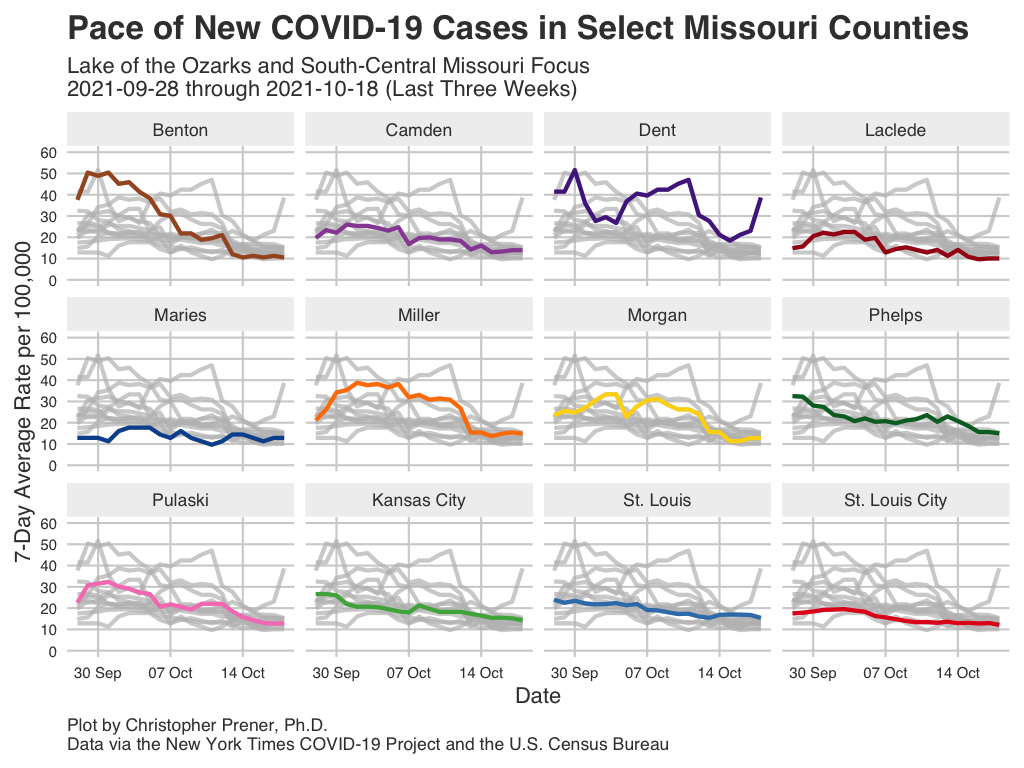 Pace of New COVID-19 Cases in Select Missouri Counties
Lake of the Ozarks and South-Central Missouri Focus
2021-09-28 through 2021-10-18 (Last Three Weeks)
7-Day Average Rate per 100,000
Benton Camden Dent Laclede
60
50
40
30
20
10
0
Maries Miller Morgan Phelps
60
50
40
30
20
10
0
Pulaski Kansas City St. Louis St. Louis City
60
50
40
30
20
10
0
30 Sep 07 Oct 14 Oct 30 Sep 07 Oct 14 Oct 30 Sep 07 Oct 14 Oct 30 Sep 07 Oct 14 Oct
Date
Plot by Christopher Prener, Ph.D.
Data via the New York Times COVID-19 Project and the U.S. Census Bureau